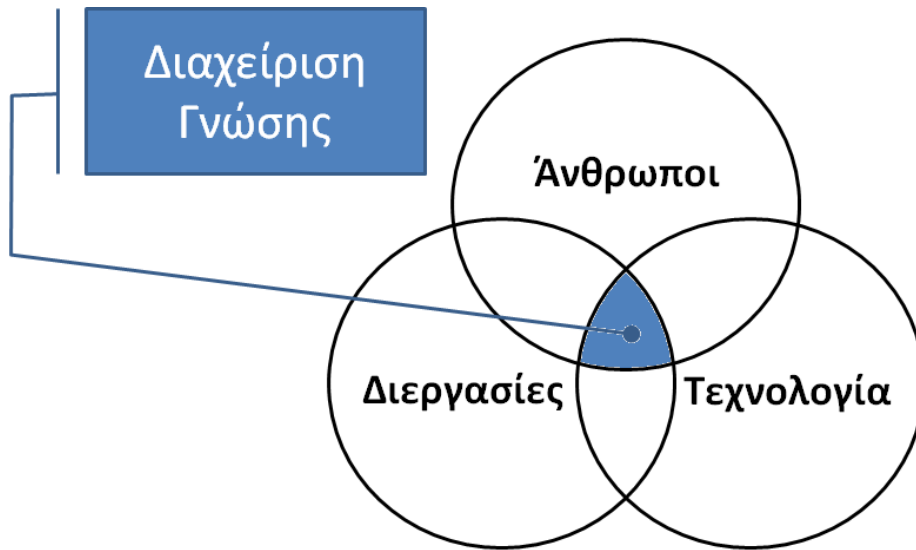 Διαχείριση
Γνώσης
Άνθρωποι
Διεργασίες
Τεχνολογία